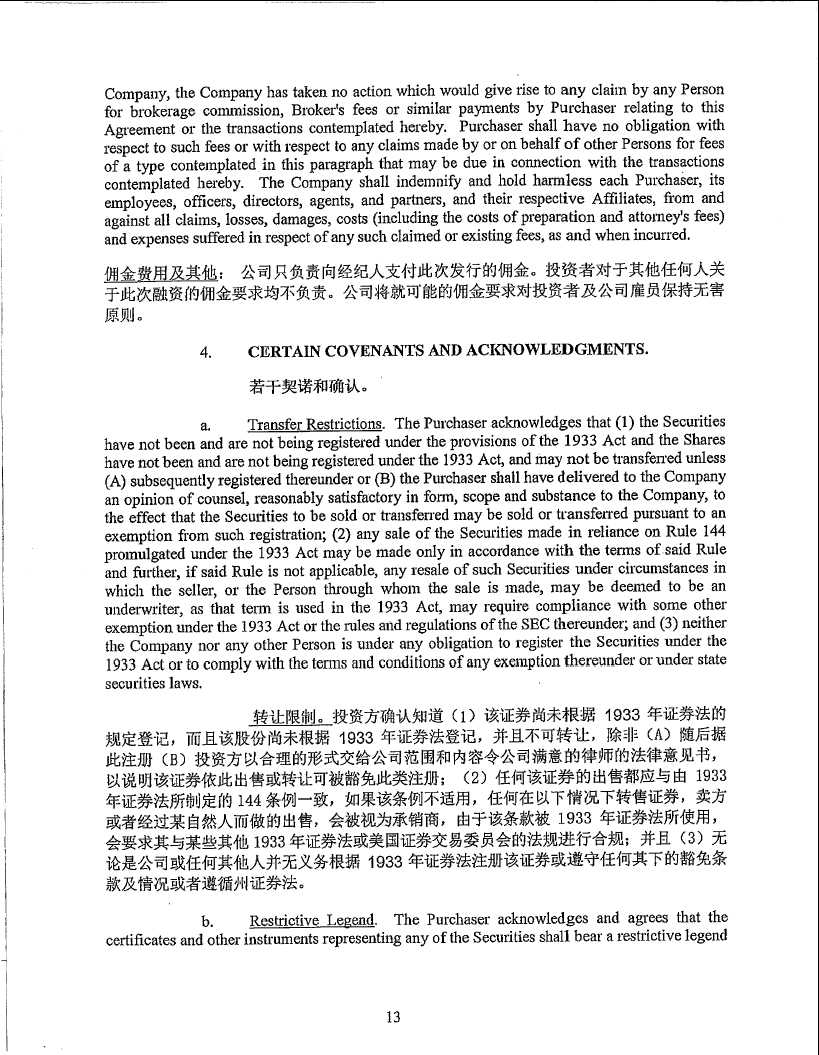 Company, the Company has taken no action which would give rise to any claim by any Person
for brokerage commission, Broker's fees or similar payments by Purchaser relating to this
Agreement or the transactions contemplated hereby. Purchaser shall have no obligation with
respect to such fees or with respect to any claims made by or on behalf of other Persons for fees
of a type contemplated in this paragraph that may be due in connection with the transactions
contemplated hereby. The Company shall indemnify and hold harmless each Purchaser, its
employees, officers, directors, agents, and partners, and their respective Affiliates, from and
against all claims, losses, damages, costs (including the costs of preparation and attorney's fees)
and expenses suffered in respect of any such claimed or existing fees, as and when incurred.
佣金费用及其他： 公司只负责向经纪人支付此次发行的佣金。投资者对于其他任何人关
于此次融资的佣金要求均不负责。公司将就可能的佣金要求对投资者及公司雇员保持无害
原则。
4. CERTAIN COVENANTS AND ACKNOWLEDGMENTS.
若干契诺和确认。
a. Transfer Restrictions. The Purchaser acknowledges that (1) the Securities
have not been and are not being registered under the provisions of the 1933 Act and the Shares
have not been and are not being registered under the 1933 Act, and may not be transferred unless
(A) subsequently registered thereunder or (B) the Purchaser shall have delivered to the Company
an opinion of counsel, reasonably satisfactory in form, scope and substance to the Company, to
the effect that the Securities to be sold or transferred may be sold or transferred pursuant to an
exemption from such registration; (2) any sale of the Securities made in reliance on Rule 144
promulgated under the 1933 Act may be made only in accordance with the terms of said Rule
and further, if said Rule is not applicable, any resale of such Securities under circumstances in
which the seller, or the Person through whom the sale is made, may be deemed to be an
underwriter, as that term is used in the 1933 Act, may require compliance with some other
exemption under the 1933 Act or the rules and regulations of the SEC thereunder; and (3) neither
the Company nor any other Person is under any obligation to register the Securities under the
1933 Act or to comply with the terms and conditions of any exemption thereunder or under state
securities laws.
转让限制。投资方确认知道（1）该证券尚未根据 1933 年证券法的
规定登记，而且该股份尚未根据 1933 年证券法登记，并且不可转让，除非（A）随后据
此注册（B）投资方以合理的形式交给公司范围和内容令公司满意的律师的法律意见书，
以说明该证券依此出售或转让可被豁免此类注册；（2）任何该证券的出售都应与由 1933
年证券法所制定的 144 条例一致，如果该条例不适用，任何在以下情况下转售证券，卖方
或者经过某自然人而做的出售，会被视为承销商，由于该条款被 1933 年证券法所使用，
会要求其与某些其他 1933 年证券法或美国证券交易委员会的法规进行合规；并且（3）无
论是公司或任何其他人并无义务根据 1933 年证券法注册该证券或遵守任何其下的豁免条
款及情况或者遵循州证券法。
b. Restrictive Legend. The Purchaser acknowledges and agrees that the
certificates and other instruments representing any of the Securities shall bear a restrictive legend
13